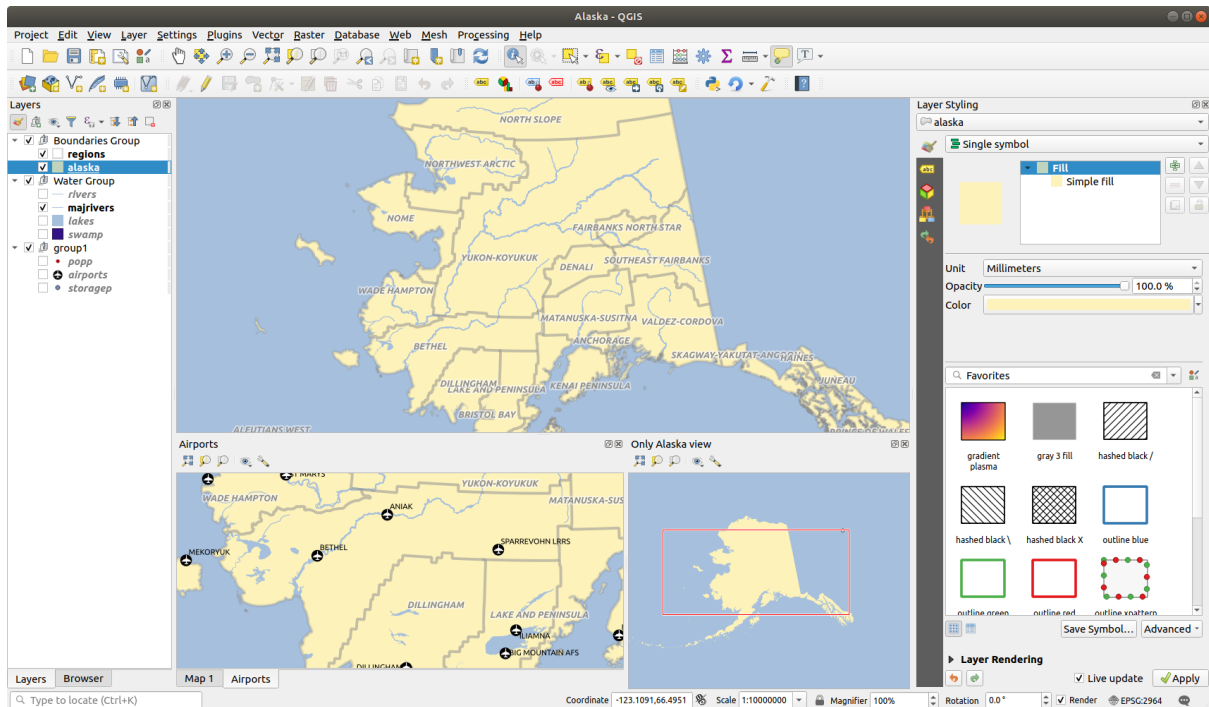 Alaska - QGIS
Project Edit View Layer Settings Plugins Vector Raster Database Web Mesh Processing Help
Layers
Boundaries Group
regions
alaska
Water Group
rivers
majrivers
lakes
swamp
group1
popp
airports
storagep
Layers Browser
NORTH SLOPE
NORTHWEST ARCTIC
NOME
FAIRBANKS NORTH STAR
YUKON-KOYUKUK
DENALI
SOUTHEAST FAIRBANKS
WADE HAMPTON
MATANUSKA-SUSITNA
VALDEZ-CORDOVA
BETHEL
ANCHORAGE
SKAGWAY-YAKUTAT-ANGOON
HAINES
DILLINGHAM
LAKE AND PENINSULA
KENAI PENINSULA
JUNEAU
BRISTOL BAY
ALEUTIANS WEST
PRINCE OF WALES
Airports
ST MARYS
YUKON-KOYUKUK
WADE HAMPTON
MATANUSKA-SUS
ANIAK
BETHEL
SPARREVOHN LRRS
MEKORYUK
DILLINGHAM
LAKE AND PENINSULA
ILIAMNA
BIG MOUNTAIN AFS
DILLINGHAM
Map 1 Airports
Only Alaska view
Layer Styling
alaska
Single symbol
Fill
Simple fill
Unit Millimeters
Opacity 100.0 %
Color
Favorites
gradient plasma
gray 3 fill
hashed black /
hashed black \
hashed black X
outline blue
outline green
outline red
outline xpattern
Save Symbol... Advanced
Layer Rendering
Live update Apply
Type to locate (Ctrl+K)
Coordinate -123.1091,66.4951 Scale 1:10000000 Magnifier 100% Rotation 0.0 ° Render EPSG:2964